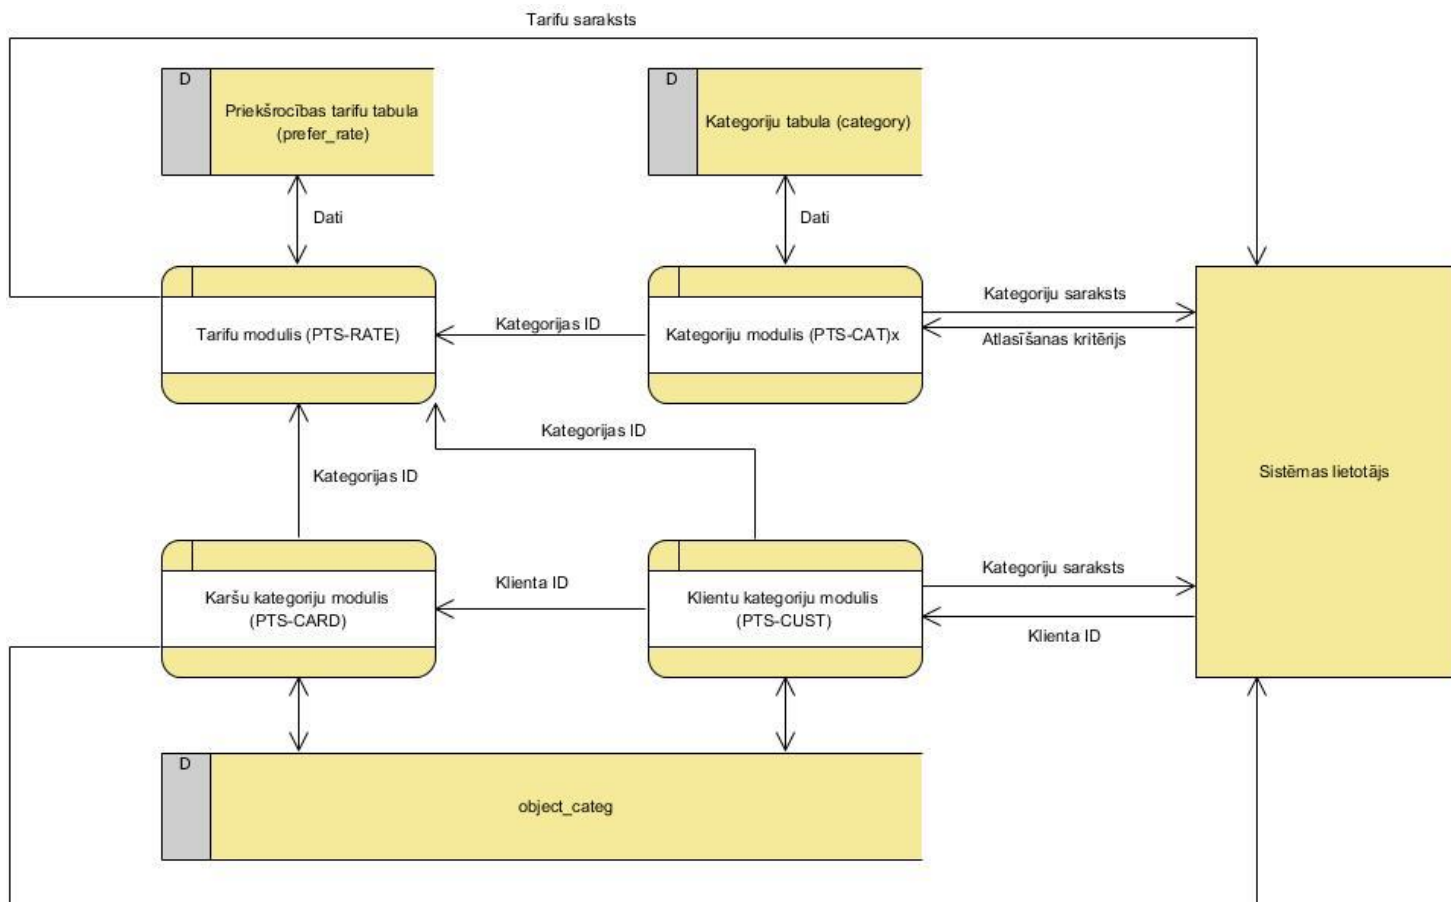 Tarifu saraksts
D
Priekšrocības tarifu tabula
(prefer_rate)
D
Kategoriju tabula (category)
Dati
Dati
Tarifu modulis (PTS-RATE)
Kategorijas ID
Kategoriju modulis (PTS-CAT)x
Kategoriju saraksts
Atlasīšanas kritērijs
Kategorijas ID
Kategorijas ID
Sistēmas lietotājs
Karšu kategoriju modulis
(PTS-CARD)
Klienta ID
Klientu kategoriju modulis
(PTS-CUST)
Kategoriju saraksts
Klienta ID
D
object_categ